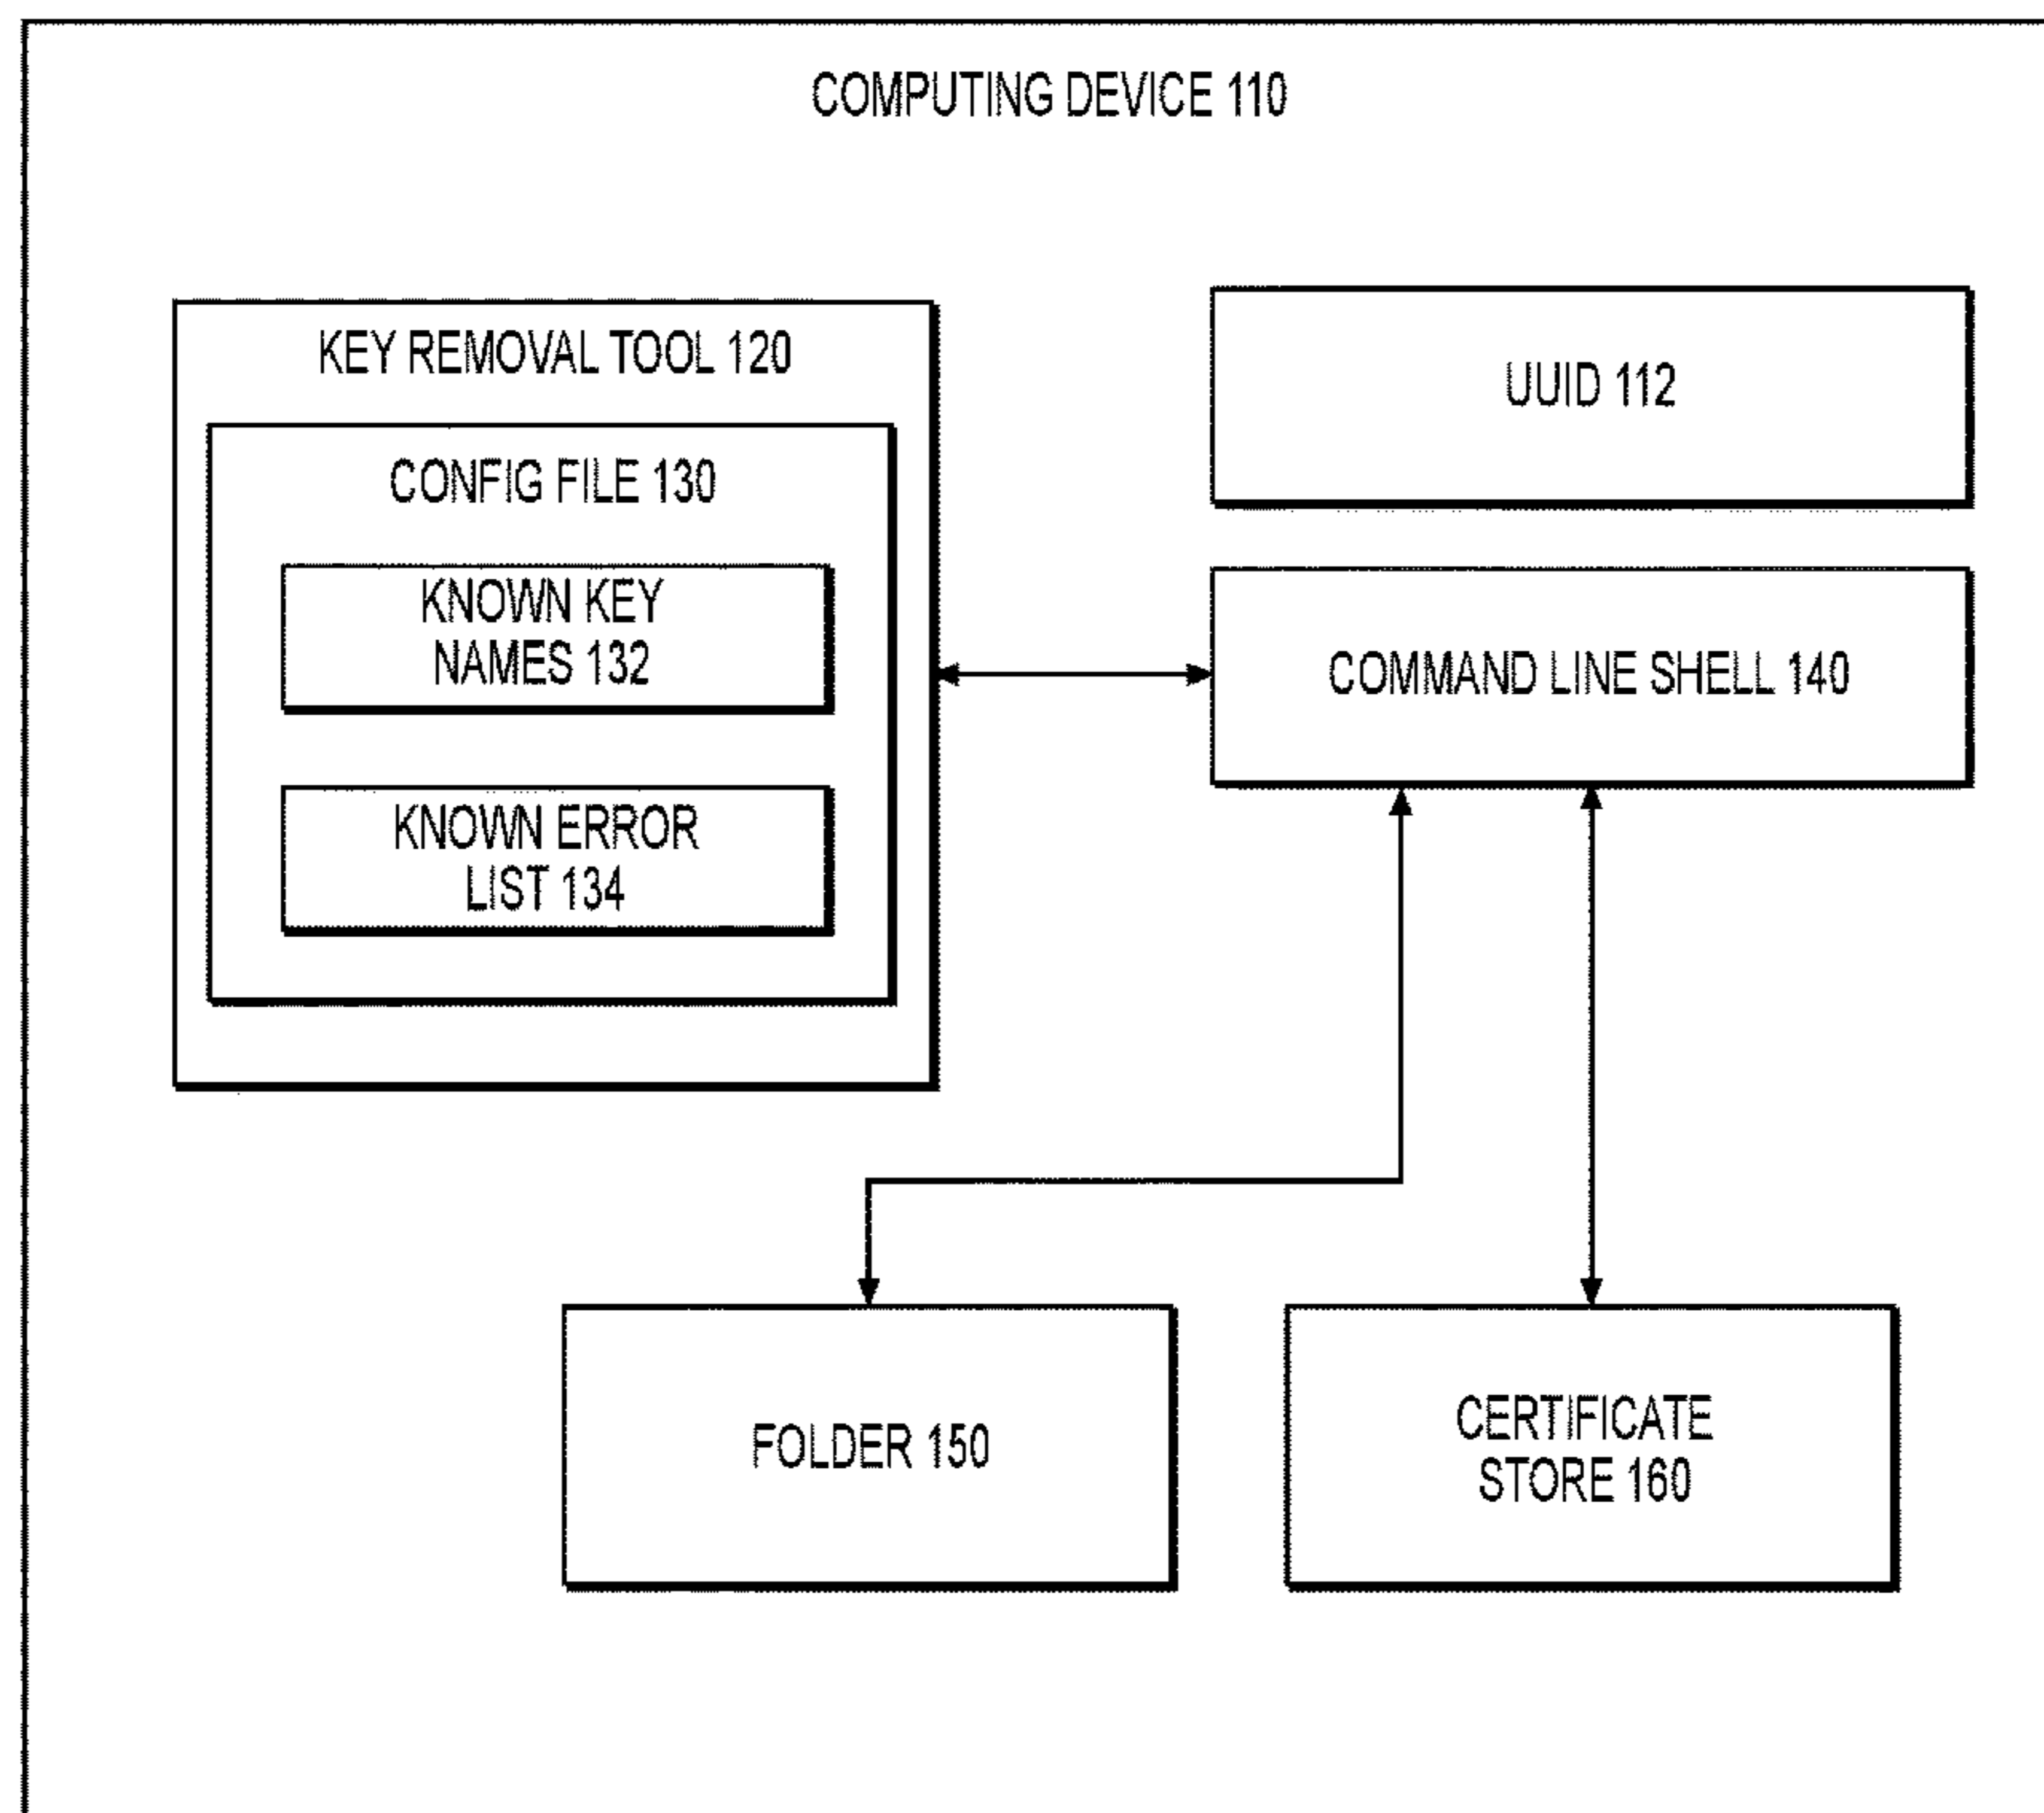 COMPUTING DEVICE 110
KEY REMOVAL TOOL 120
CONFIG FILE 130
KNOWN KEY
NAMES 132
KNOWN ERROR
LIST 134
UUID 112
COMMAND LINE SHELL 140
FOLDER 150
CERTIFICATE
STORE 160